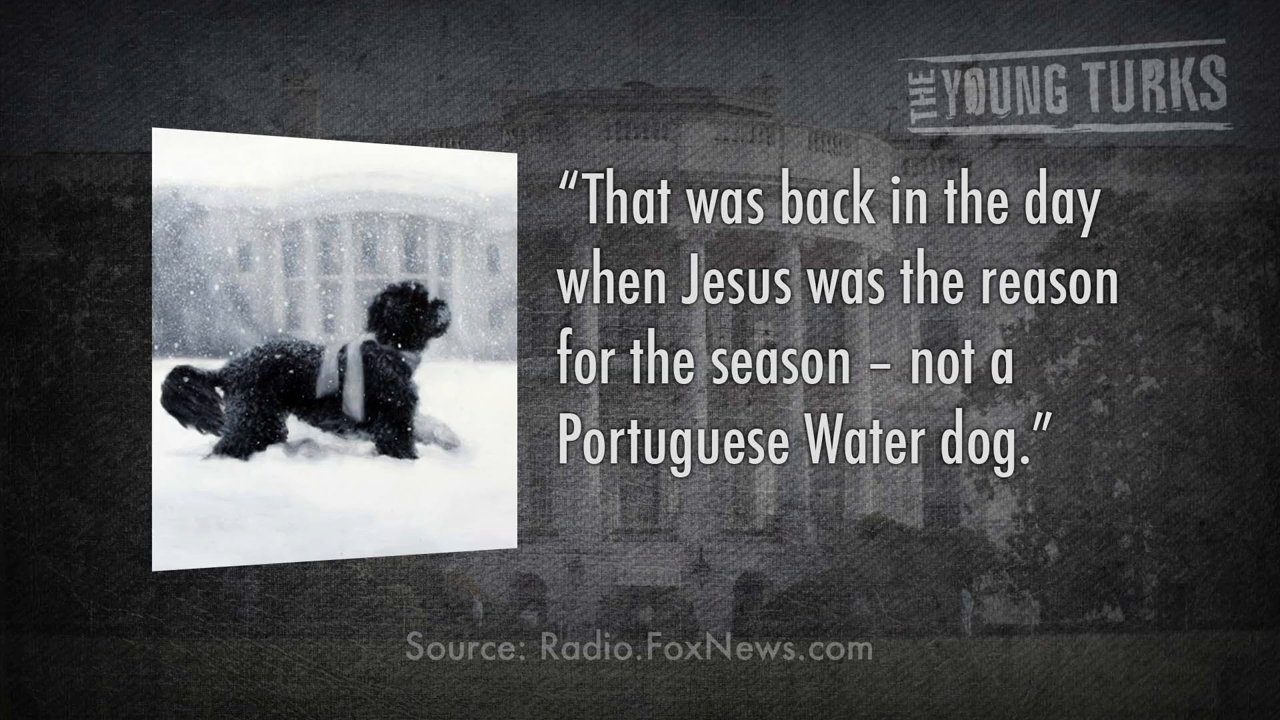 THE YOUNG TURKS
“That was back in the day
when Jesus was the reason
for the season – not a
Portuguese Water dog.”
Source: Radio.FoxNews.com